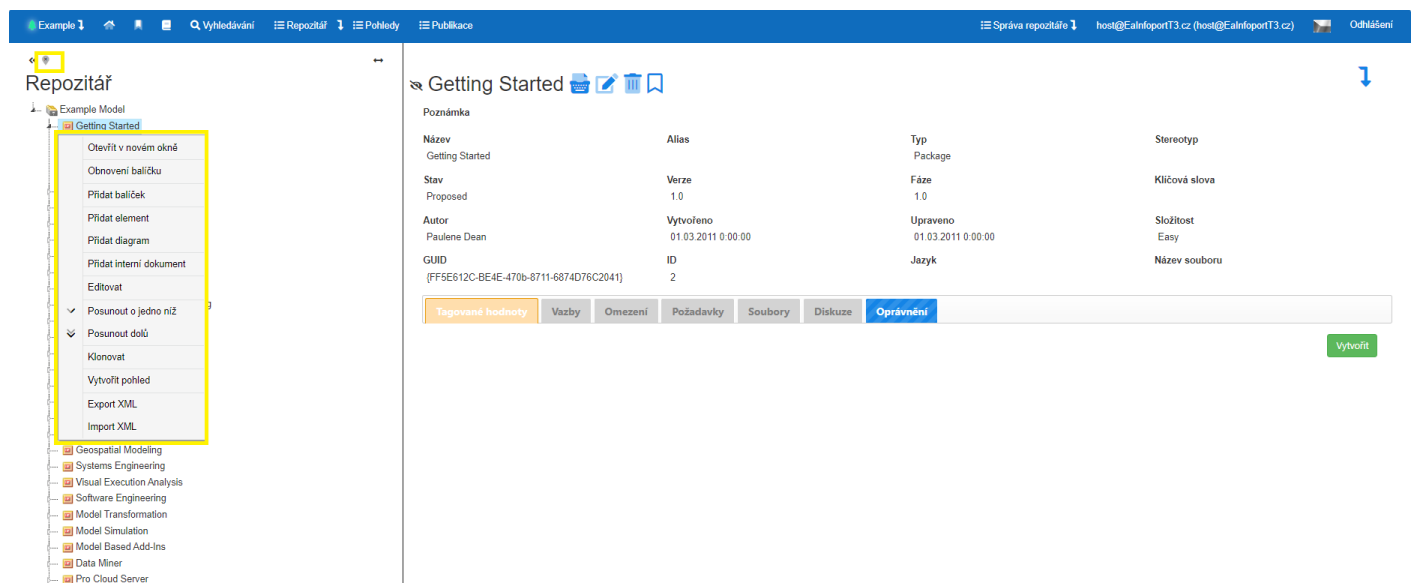 Example
Vyhledávání
Repozitář
Pohledy
Publikace
Správa repozitáře
host@EaInfoportT3.cz (host@EaInfoportT3.cz)
Odhlášení
Repozitář
Example Model
Getting Started
Otevřít v novém okně
Obnovení balíčku
Přidat balíček
Přidat element
Přidat diagram
Přidat interní dokument
Editovat
Posunout o jedno níž
Posunout dolů
Klonovat
Vytvořit pohled
Export XML
Import XML
Geospatial Modeling
Systems Engineering
Visual Execution Analysis
Software Engineering
Model Transformation
Model Simulation
Model Based Add-Ins
Data Miner
Pro Cloud Server
Getting Started
Poznámka
Název Alias Typ Stereotyp
Getting Started Package
Stav Verze Fáze Klíčová slova
Proposed 1.0 1.0
Autor Vytvořeno Upraveno Složitost
Paulene Dean 01.03.2011 0:00:00 01.03.2011 0:00:00 Easy
GUID ID Jazyk Název souboru
{FF5E612C-BE4E-470b-8711-6874D76C2041} 2
Tagované hodnoty Vazby Omezení Požadavky Soubory Diskuze Oprávnění
Vytvořit